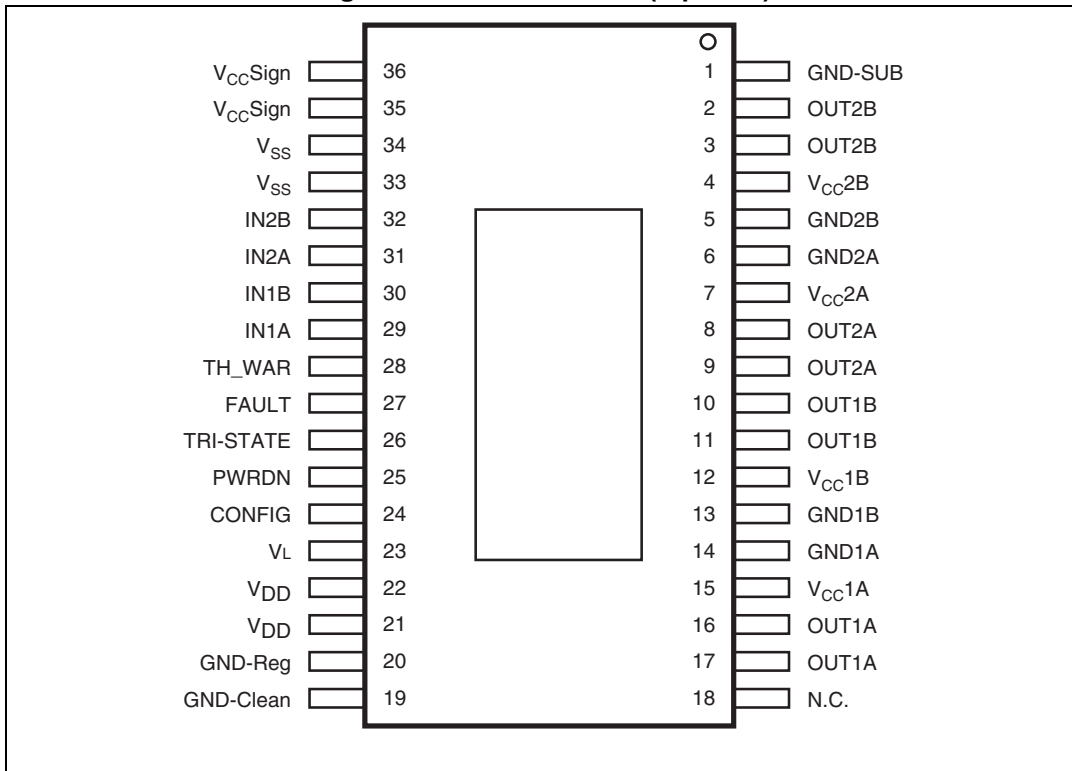 VCCSign 36 1 GND-SUB
VCCSign 35 2 OUT2B
VSS 34 3 OUT2B
VSS 33 4 VCC2B
IN2B 32 5 GND2B
IN2A 31 6 GND2A
IN1B 30 7 VCC2A
IN1A 29 8 OUT2A
TH_WAR 28 9 OUT2A
FAULT 27 10 OUT1B
TRI-STATE 26 11 OUT1B
PWRDN 25 12 VCC1B
CONFIG 24 13 GND1B
VL 23 14 GND1A
VDD 22 15 VCC1A
VDD 21 16 OUT1A
GND-Reg 20 17 OUT1A
GND-Clean 19 18 N.C.